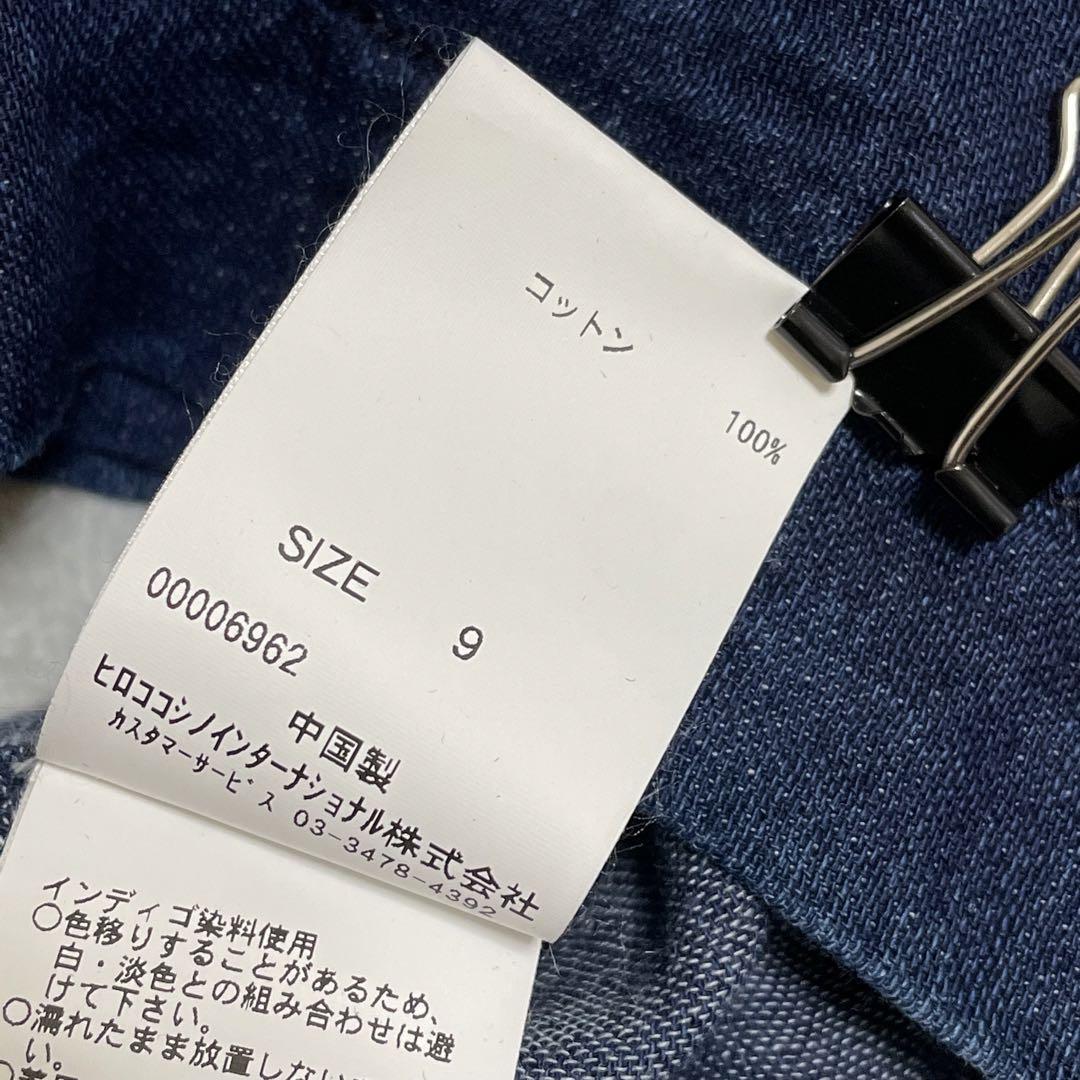 コットン
100%
SIZE
9
00006962
中国製
ヒロココシノインターナショナル株式会社
カスタマーサービス 03-3478-4392
インディゴ染料使用
○色移りすることがあるため、
白・淡色との組み合わせは避
けて下さい。
○濡れたまま放置しない
い。